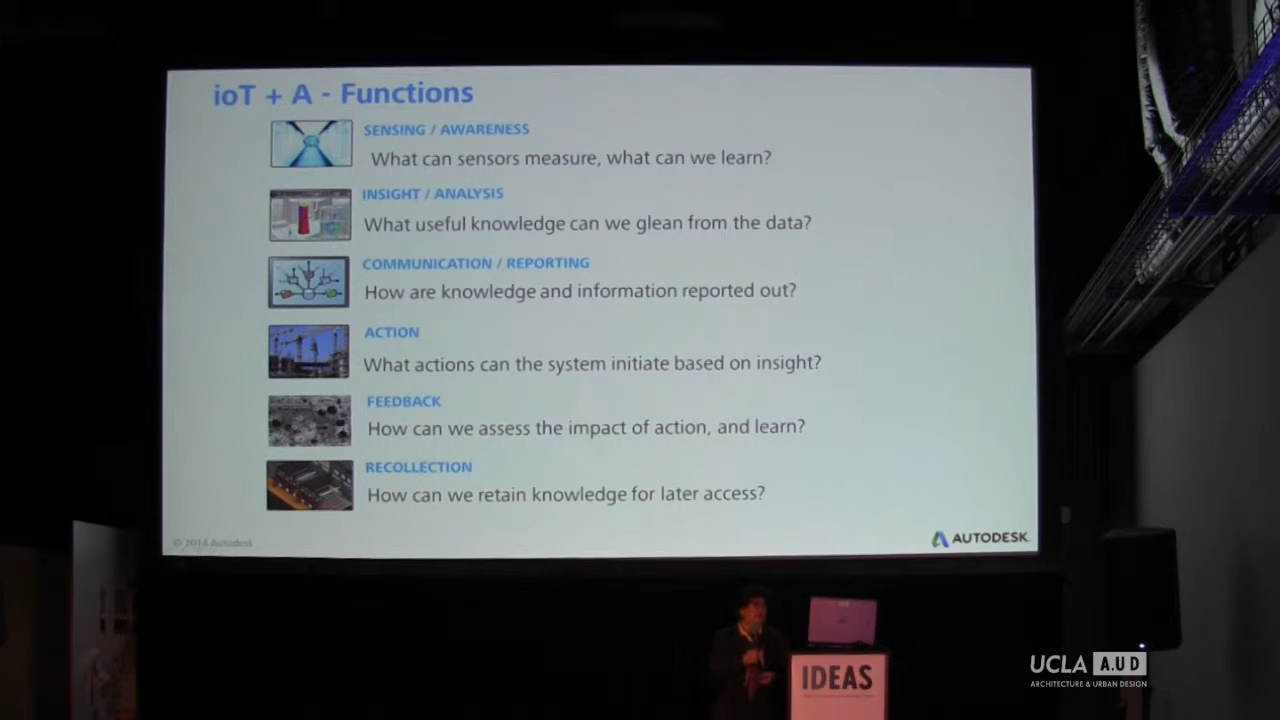 ioT + A - Functions
SENSING / AWARENESS
What can sensors measure, what can we learn?
INSIGHT / ANALYSIS
What useful knowledge can we glean from the data?
COMMUNICATION / REPORTING
How are knowledge and information reported out?
ACTION
What actions can the system initiate based on insight?
FEEDBACK
How can we assess the impact of action, and learn?
RECOLLECTION
How can we retain knowledge for later access?
© 2014 Autodesk
AUTODESK
IDEAS
UCLA A.UD
ARCHITECTURE & URBAN DESIGN